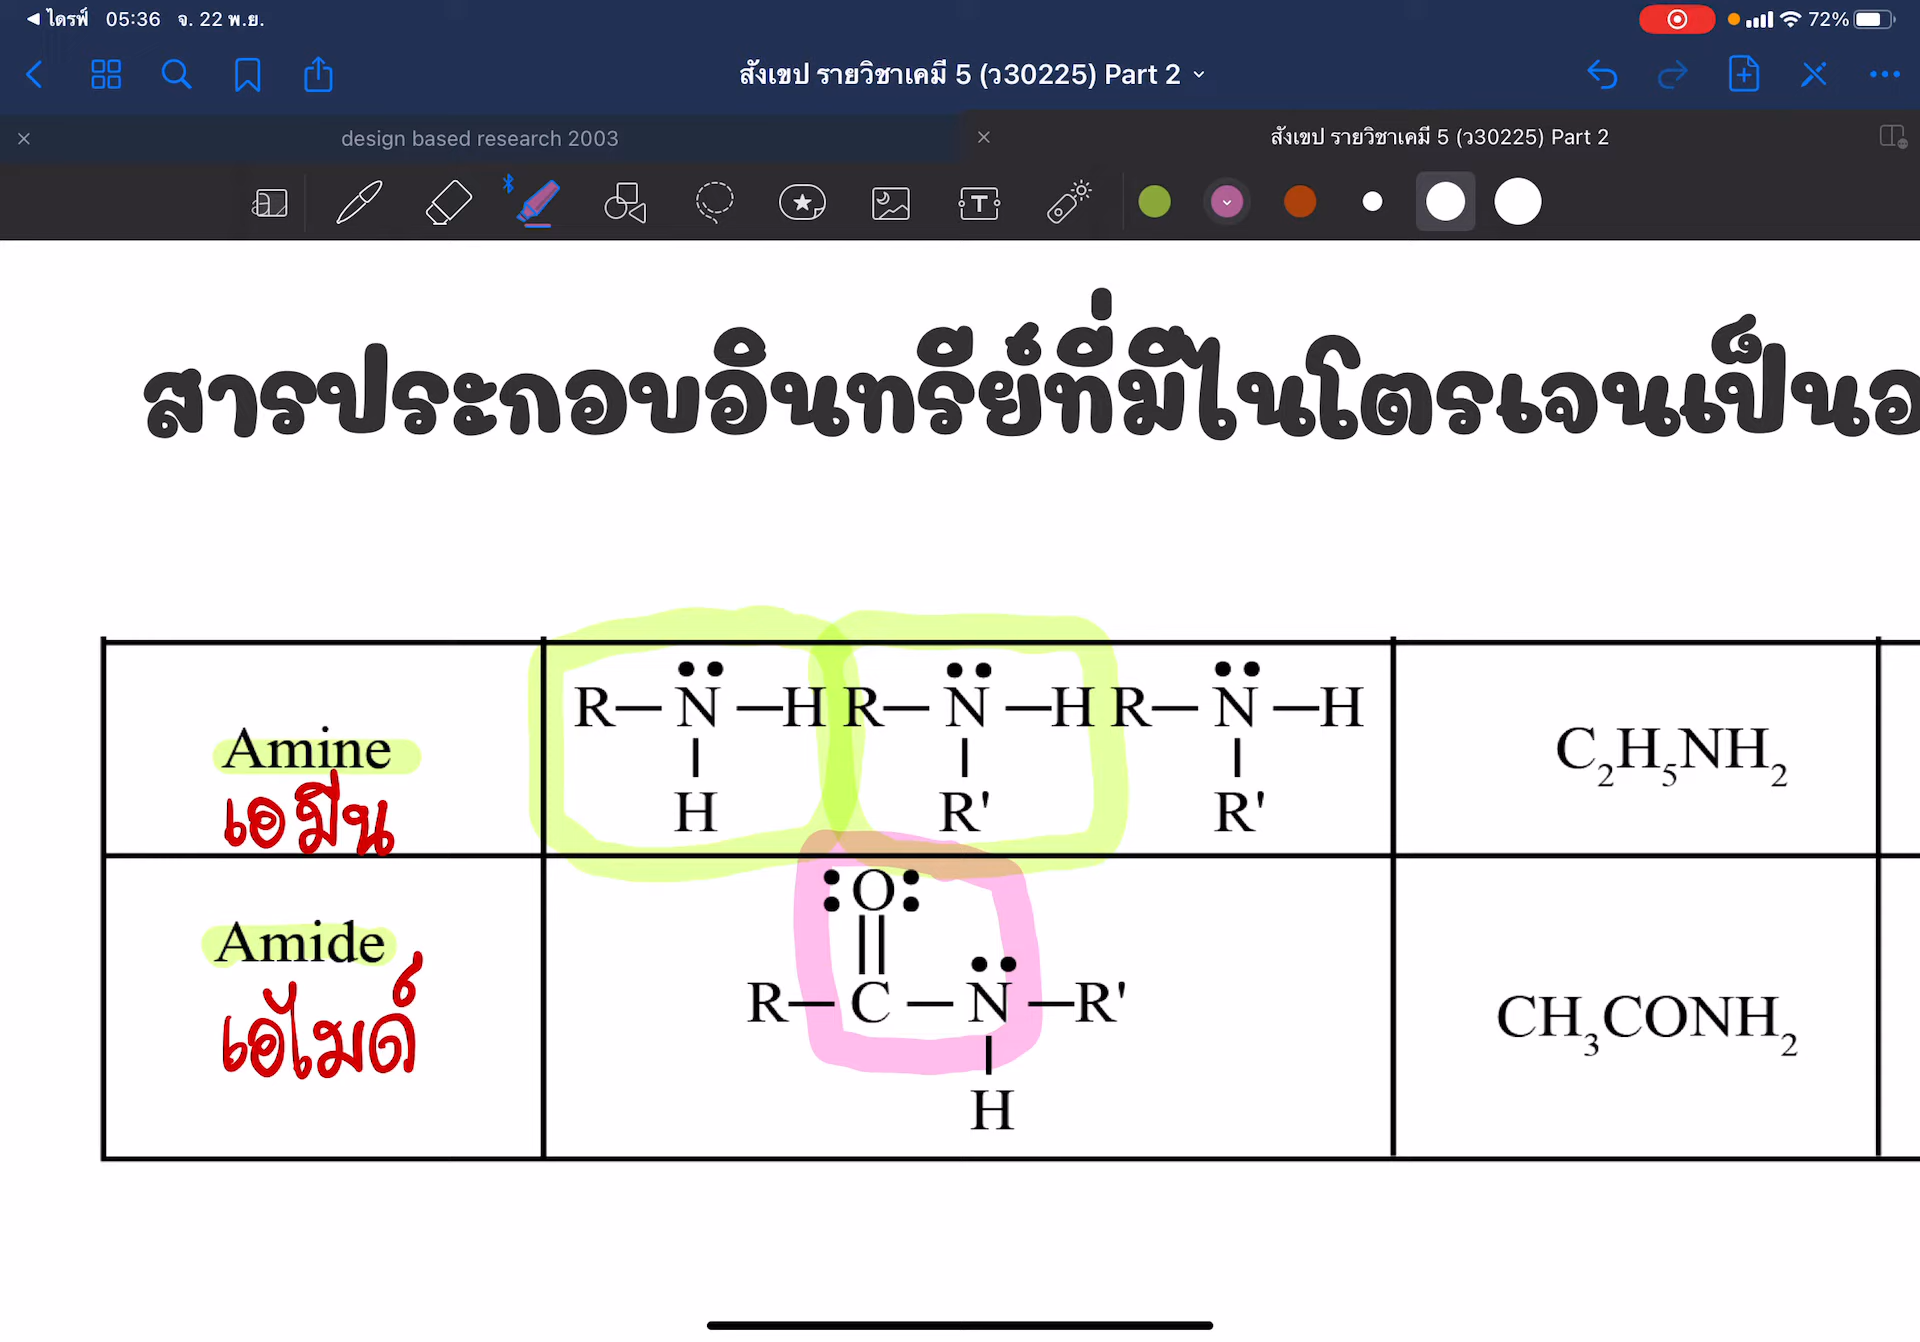 ◀ ไดรฟ์ 05:36 จ. 22 พ.ย. 72%
สังเขป รายวิชาเคมี 5 (ว30225) Part 2
design based research 2003
สังเขป รายวิชาเคมี 5 (ว30225) Part 2
สารประกอบอินทรีย์ที่มีไนโตรเจนเป็นอ
Amine
เอมีน
R—N—H R—N—H R—N—H
H R' R'
C₂H₅NH₂
Amide
เอไมด์
:O:
R—C—N—R'
H
CH₃CONH₂